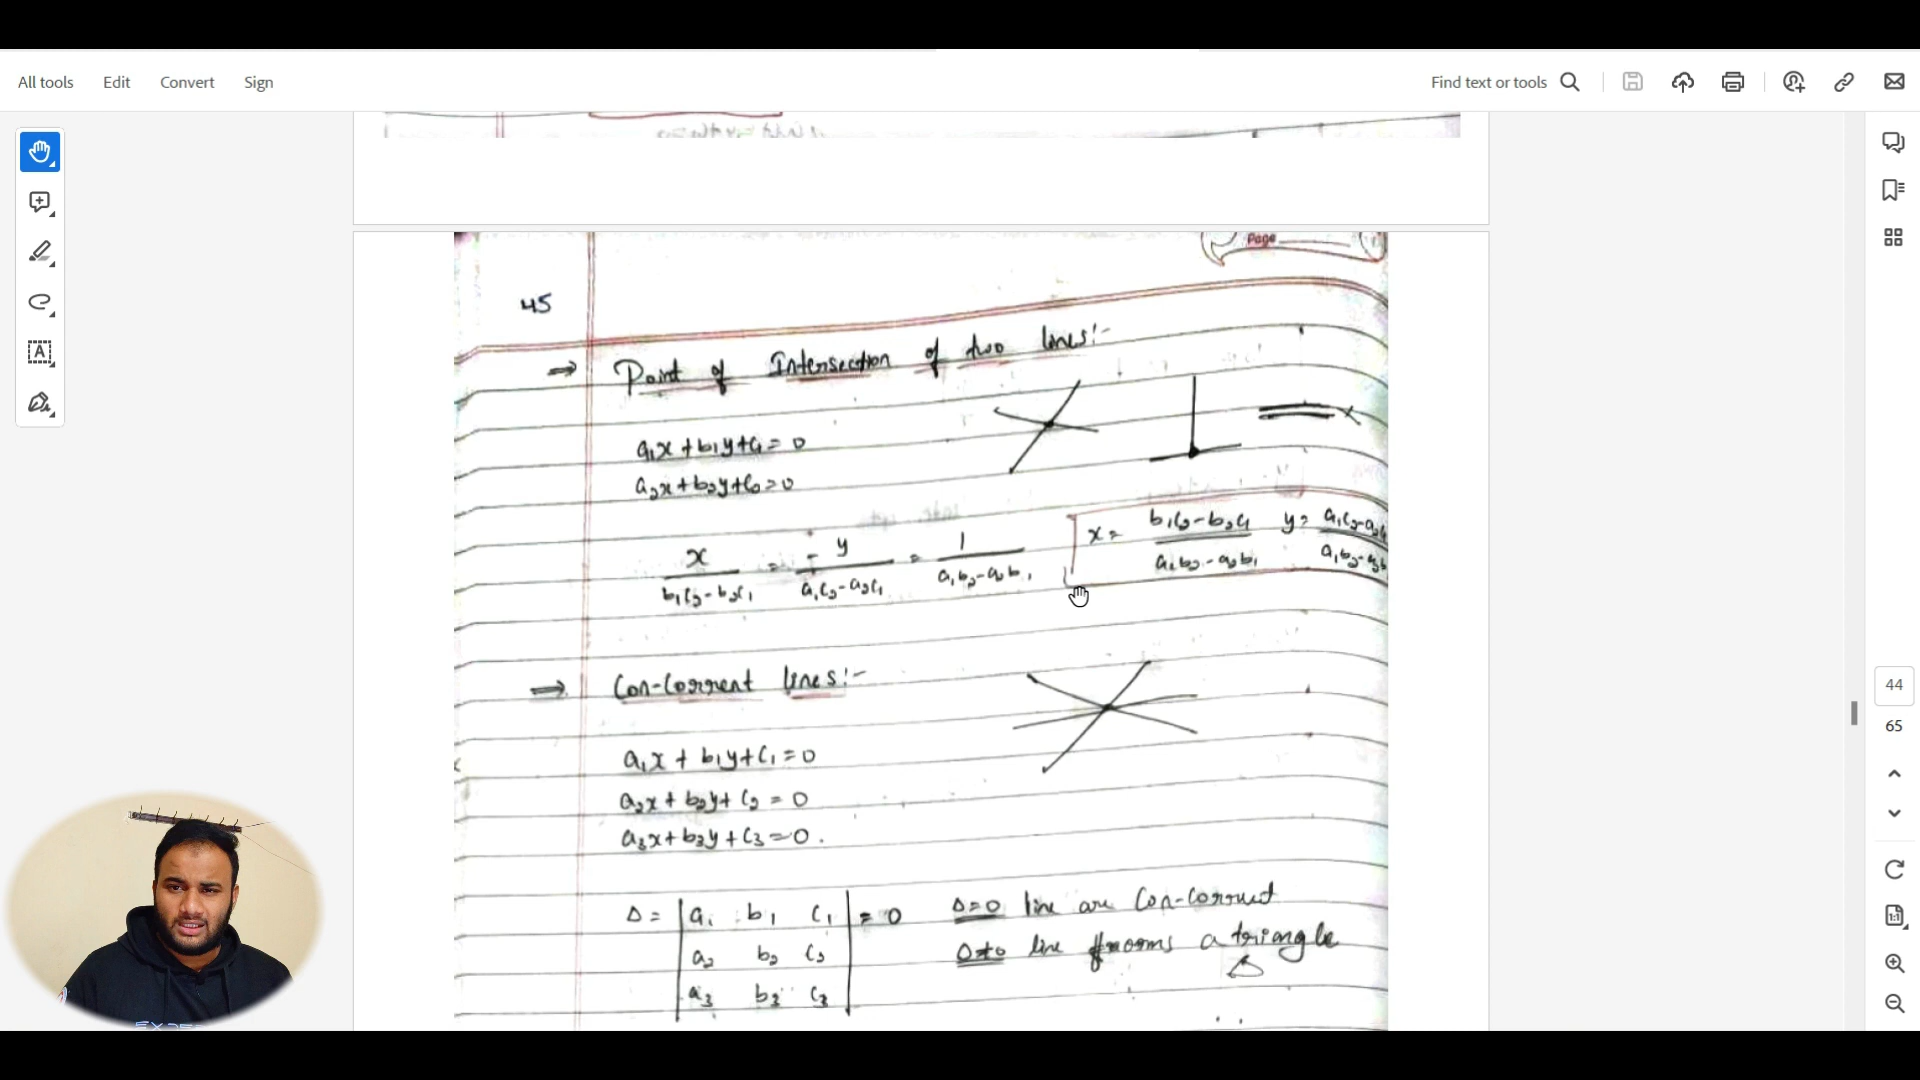 All tools Edit Convert Sign Find text or tools
Page
45
⇒ Point of Intersection of two lines:-
a₁x + b₁y + c₁ = 0
a₂x + b₂y + c₂ = 0
x / (b₁c₂ - b₂c₁) = -y / (a₁c₂ - a₂c₁) = 1 / (a₁b₂ - a₂b₁)
x = (b₁c₂ - b₂c₁) / (a₁b₂ - a₂b₁) y =
⇒ Con-Corrent lines:-
a₁x + b₁y + c₁ = 0
a₂x + b₂y + c₂ = 0
a₃x + b₃y + c₃ = 0.
Δ = | a₁ b₁ c₁ | = 0 Δ=0 line are Con-Corrent
a₂ b₂ c₂ Δ≠0 line forms a triangle
a₃ b₃ c₃ Δ
44
65